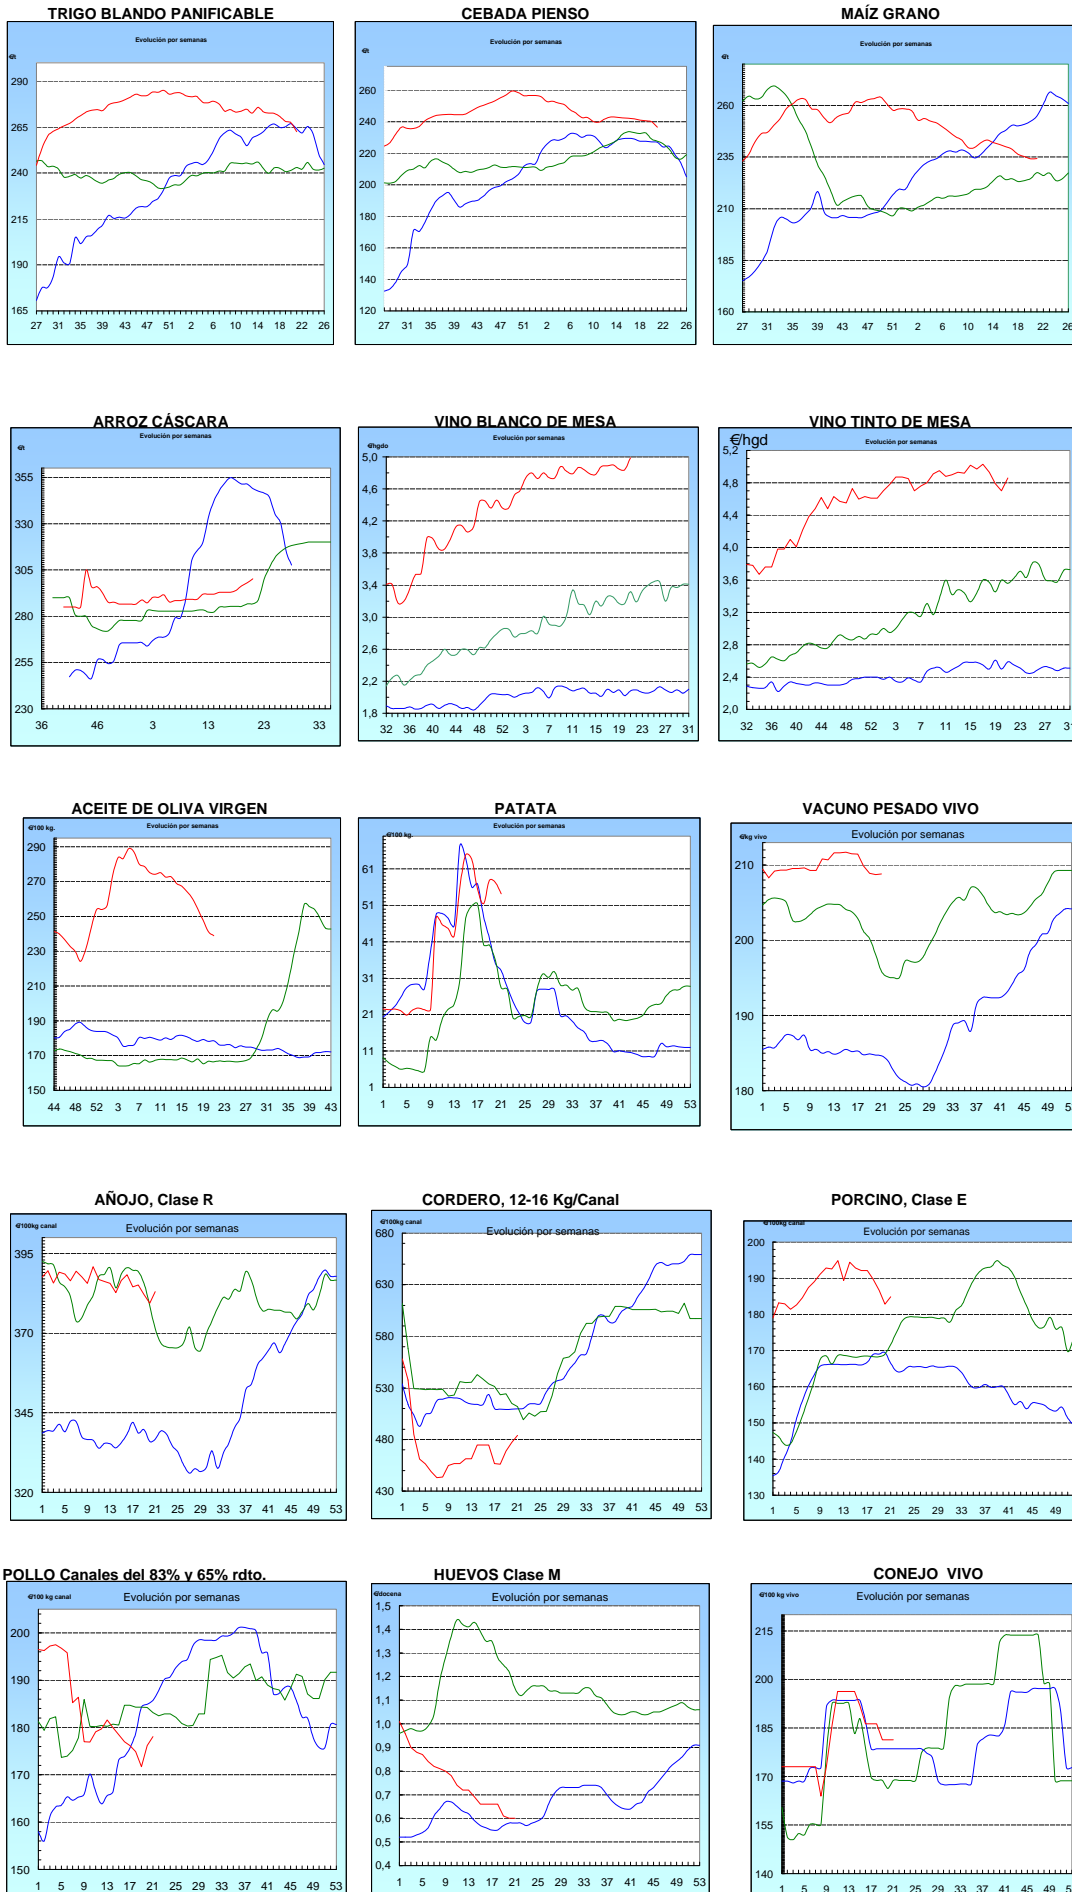 TRIGO BLANDO PANIFICABLE
Evolución por semanas
€/t
290
265
240
215
190
165
27 31 35 39 43 47 51 2 6 10 14 18 22 26
CEBADA PIENSO
Evolución por semanas
€/t
260
240
220
200
180
160
140
120
27 31 35 39 43 47 51 2 6 10 14 18 22 26
MAÍZ GRANO
Evolución por semanas
€/t
260
235
210
185
160
27 31 35 39 43 47 51 2 6 10 14 18 22 26
ARROZ CÁSCARA
Evolución por semanas
€/t
355
330
305
280
255
230
36 46 3 13 23 33
VINO BLANCO DE MESA
€/hgdo
Evolución por semanas
5,0
4,6
4,2
3,8
3,4
3,0
2,6
2,2
1,8
32 36 40 44 48 52 3 7 11 15 19 23 27 31
VINO TINTO DE MESA
€/hgd
Evolución por semanas
5,2
4,8
4,4
4,0
3,6
3,2
2,8
2,4
2,0
32 36 40 44 48 52 3 7 11 15 19 23 27 31
ACEITE DE OLIVA VIRGEN
€/100 kg.
Evolución por semanas
290
270
250
230
210
190
170
150
44 48 52 3 7 11 15 19 23 27 31 35 39 43
PATATA
Evolución por semanas
€/100 kg.
61
51
41
31
21
11
1
1 5 9 13 17 21 25 29 33 37 41 45 49 53
VACUNO PESADO VIVO
€/kg vivo
Evolución por semanas
210
200
190
180
1 5 9 13 17 21 25 29 33 37 41 45 49 53
AÑOJO, Clase R
€/100kg canal
Evolución por semanas
395
370
345
320
1 5 9 13 17 21 25 29 33 37 41 45 49 53
CORDERO, 12-16 Kg/Canal
€/100kg canal
Evolución por semanas
680
630
580
530
480
430
1 5 9 13 17 21 25 29 33 37 41 45 49 53
PORCINO, Clase E
€/100kg canal
Evolución por semanas
200
190
180
170
160
150
140
130
1 5 9 13 17 21 25 29 33 37 41 45 49
POLLO Canales del 83% y 65% rdto.
€/100 kg canal
Evolución por semanas
200
190
180
170
160
150
1 5 9 13 17 21 25 29 33 37 41 45 49 53
HUEVOS Clase M
€/docena
Evolución por semanas
1,5
1,4
1,3
1,2
1,1
1,0
0,9
0,8
0,7
0,6
0,5
0,4
1 5 9 13 17 21 25 29 33 37 41 45 49 53
CONEJO VIVO
€/100 kg vivo
Evolución por semanas
215
200
185
170
155
140
1 5 9 13 17 21 25 29 33 37 41 45 49 53